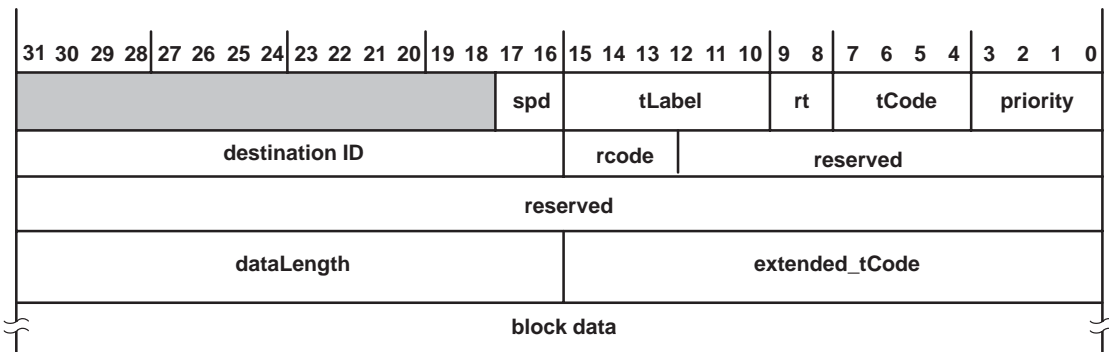 31 30 29 28 27 26 25 24 23 22 21 20 19 18 17 16 15 14 13 12 11 10 9 8 7 6 5 4 3 2 1 0
spd tLabel rt tCode priority
destination ID rcode reserved
reserved
dataLength extended_tCode
block data